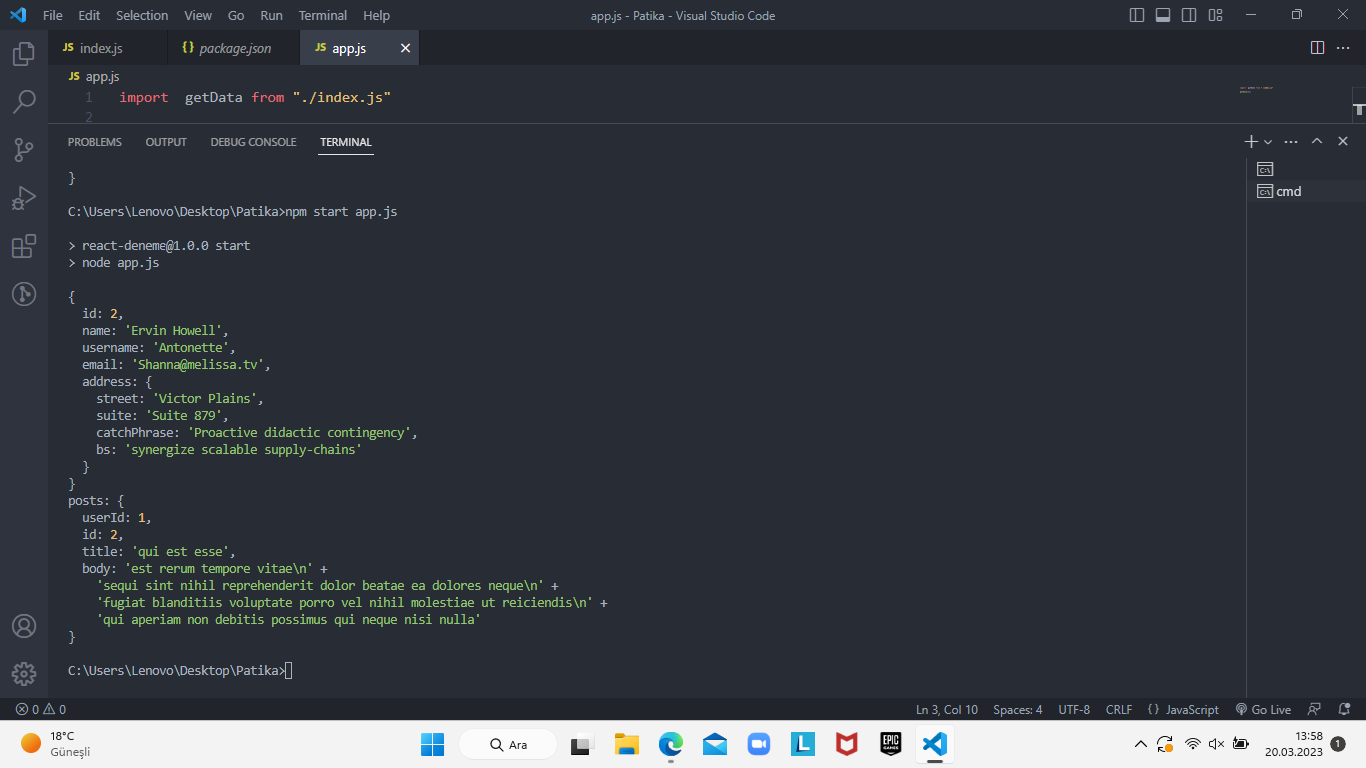 File Edit Selection View Go Run Terminal Help
app.js - Patika - Visual Studio Code
JS index.js
{} package.json
JS app.js
JS app.js
1 import  getData from "./index.js"
2
PROBLEMS OUTPUT DEBUG CONSOLE TERMINAL
}
C:\Users\Lenovo\Desktop\Patika>npm start app.js
> react-deneme@1.0.0 start
> node app.js
{
  id: 2,
  name: 'Ervin Howell',
  username: 'Antonette',
  email: 'Shanna@melissa.tv',
  address: {
    street: 'Victor Plains',
    suite: 'Suite 879',
    catchPhrase: 'Proactive didactic contingency',
    bs: 'synergize scalable supply-chains'
  }
}
posts: {
  userId: 1,
  id: 2,
  title: 'qui est esse',
  body: 'est rerum tempore vitae\n' +
    'sequi sint nihil reprehenderit dolor beatae ea dolores neque\n' +
    'fugiat blanditiis voluptate porro vel nihil molestiae ut reiciendis\n' +
    'qui aperiam non debitis possimus qui neque nisi nulla'
}
C:\Users\Lenovo\Desktop\Patika>
cmd
0 0
Ln 3, Col 10 Spaces: 4 UTF-8 CRLF {} JavaScript Go Live
18°C
Güneşli
Ara
L
EPIC GAMES
13:58
20.03.2023
1